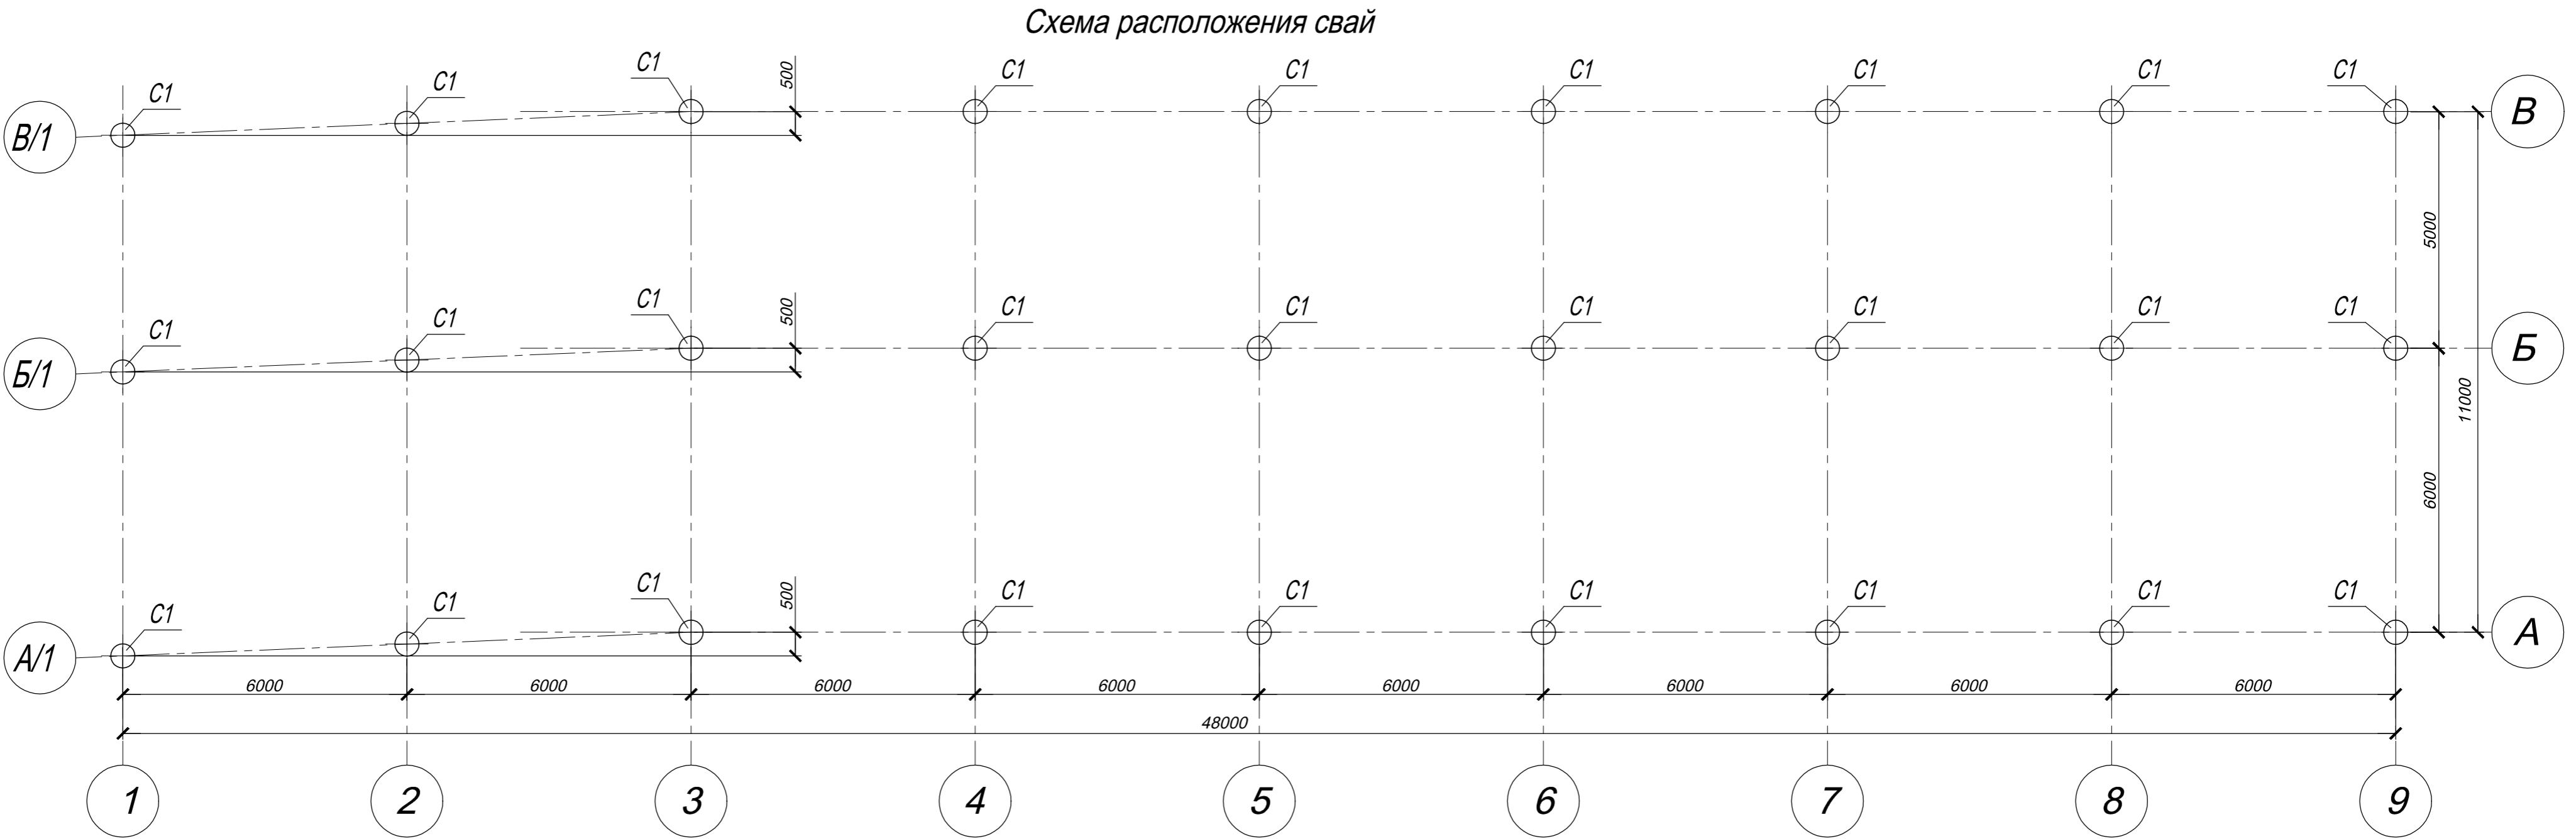 Схема расположения свай
С1 С1 С1 500 С1 С1 С1 С1 С1 С1
В/1 В
5000
С1 С1 С1 500 С1 С1 С1 С1 С1 С1
Б/1 Б
11000
6000
С1 С1 С1 500 С1 С1 С1 С1 С1 С1
А/1 А
6000 6000 6000 6000 6000 6000 6000 6000
48000
1 2 3 4 5 6 7 8 9